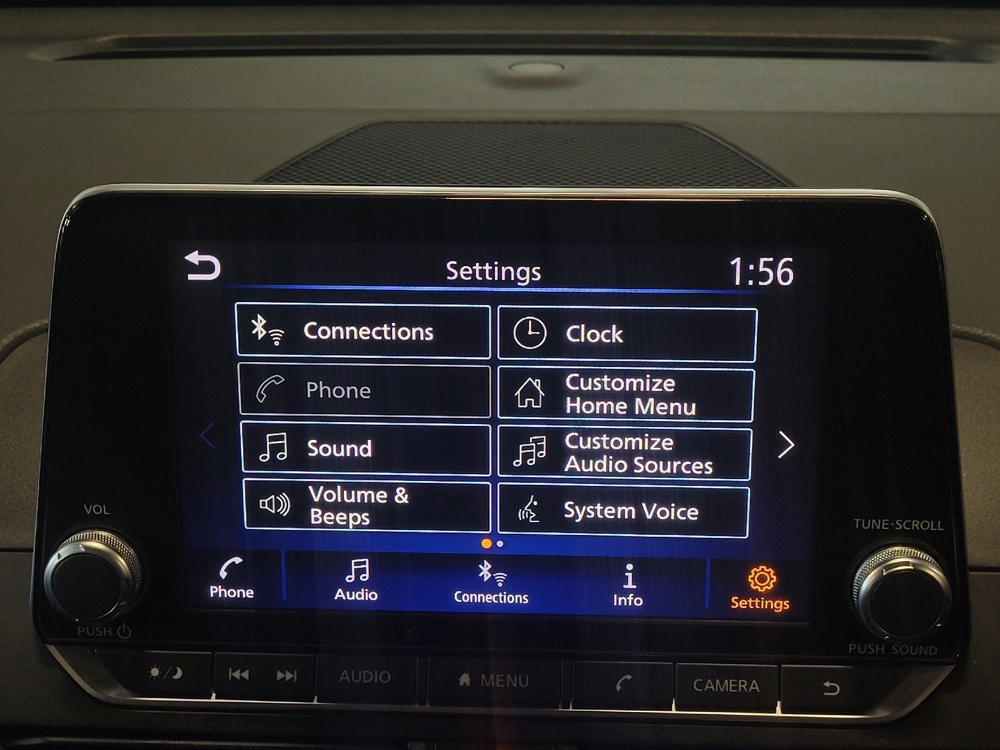 Settings
1:56
Connections
Clock
Phone
Customize
Home Menu
Sound
Customize
Audio Sources
Volume &
Beeps
System Voice
VOL
TUNE·SCROLL
Phone
Audio
Connections
Info
Settings
PUSH
PUSH SOUND
AUDIO
MENU
CAMERA